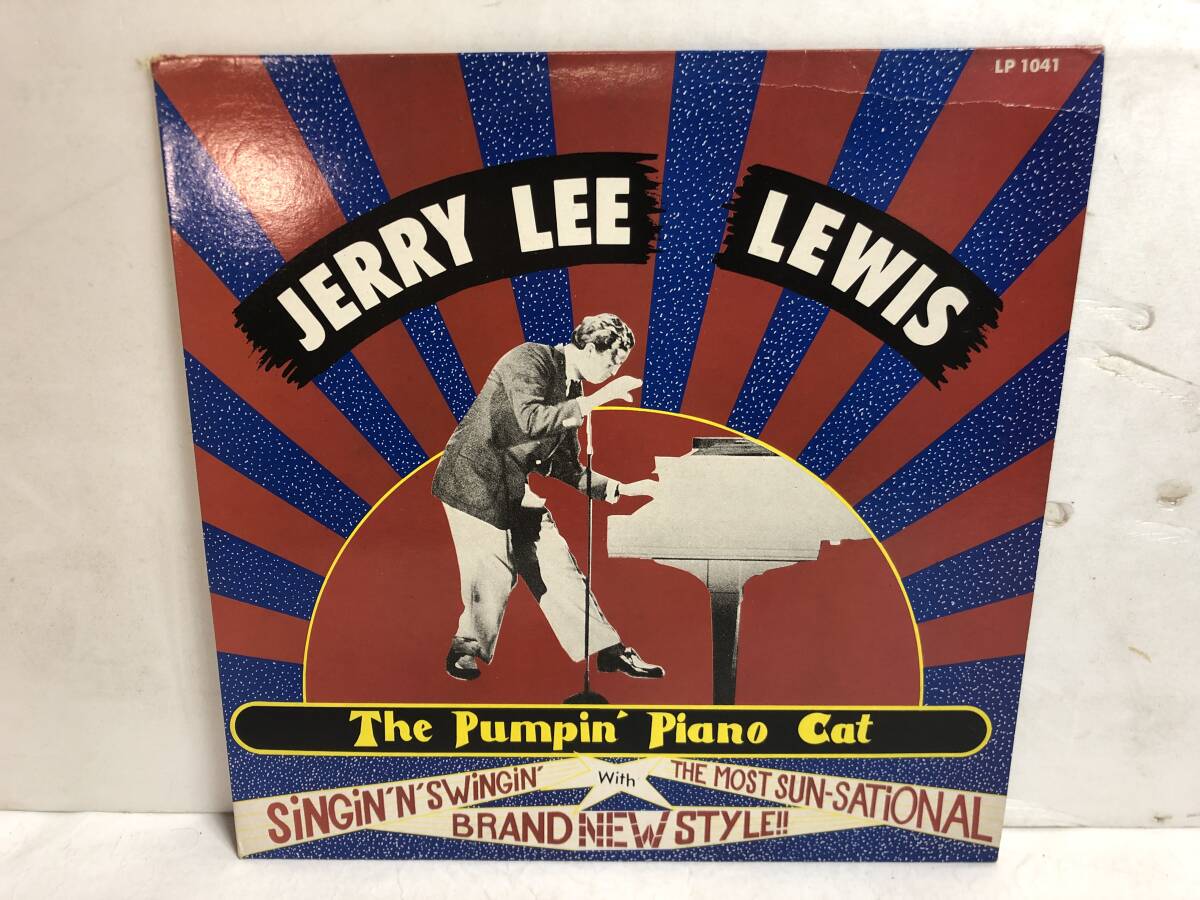 LP 1041
JERRY LEE LEWIS
The Pumpin' Piano Cat
SiNGiN'N'SWiNGiN' With THE MOST SUN-SATiONAL
BRAND NEW STYLE!!